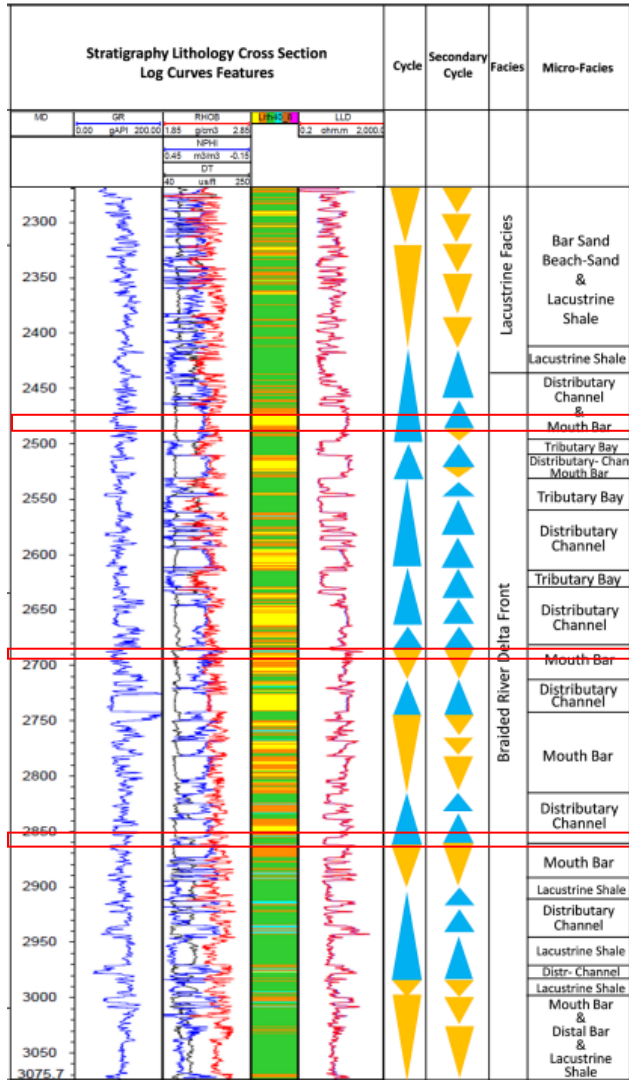 Stratigraphy Lithology Cross Section
Log Curves Features
Cycle
Secondary
Cycle
Facies
Micro-Facies
MD
GR
0.00 gAPI 200.00
RHOB
1.85 g/cm3 2.85
NPHI
0.45 m3/m3 -0.15
DT
40 us/ft 250
LLD
0.2 ohm.m 2,000.0
2300
2350
2400
2450
2500
2550
2600
2650
2700
2750
2800
2850
2900
2950
3000
3050
3075.7
Lacustrine Facies
Braided River Delta Front
Bar Sand
Beach-Sand
&
Lacustrine
Shale
Lacustrine Shale
Distributary
Channel
&
Mouth Bar
Tributary Bay
Distributary- Chan
Mouth Bar
Tributary Bay
Distributary
Channel
Tributary Bay
Distributary
Channel
Mouth Bar
Distributary
Channel
Mouth Bar
Distributary
Channel
Mouth Bar
Lacustrine Shale
Distributary
Channel
Lacustrine Shale
Distr- Channel
Lacustrine Shale
Mouth Bar
&
Distal Bar
&
Lacustrine
Shale